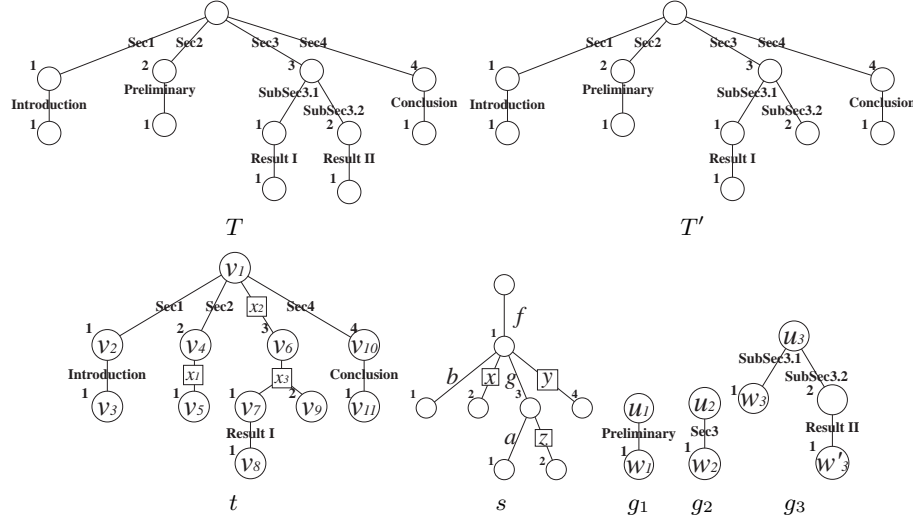 Sec1 Sec2 Sec3 Sec4
1 2 3 4
Introduction Preliminary SubSec3.1 SubSec3.2 Conclusion
1 1 1 2 1
Result I Result II
1 1
T
Sec1 Sec2 Sec3 Sec4
1 2 3 4
Introduction Preliminary SubSec3.1 SubSec3.2 Conclusion
1 1 1 2 1
Result I
1
T′
v1
Sec1 Sec2 x2 Sec4
1 v2 2 v4 3 v6 4 v10
Introduction x1 x3 Conclusion
1 v3 1 v5 1 v7 2 v9 1 v11
Result I
1 v8
t
f
1
b x g y
1 2 3 4
a z
1 2
s
u1
Preliminary
1 w1
g1
u2
Sec3
1 w2
g2
u3
SubSec3.1 SubSec3.2
1 w3 2
Result II
1 w′3
g3